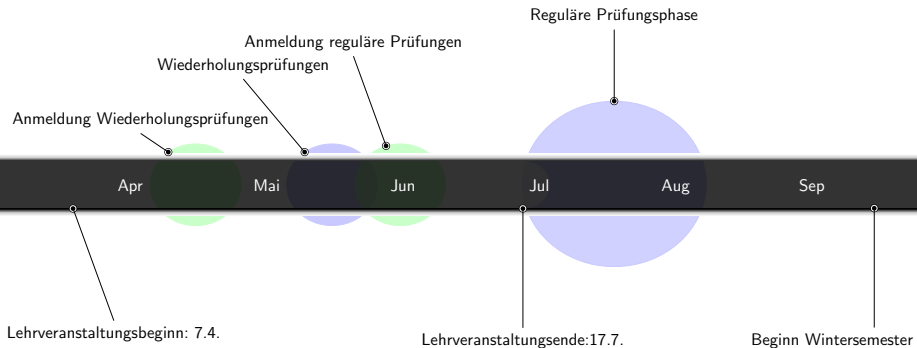 Reguläre Prüfungsphase
Anmeldung reguläre Prüfungen
Wiederholungsprüfungen
Anmeldung Wiederholungsprüfungen
Apr Mai Jun Jul Aug Sep
Lehrveranstaltungsbeginn: 7.4.
Lehrveranstaltungsende:17.7.
Beginn Wintersemester